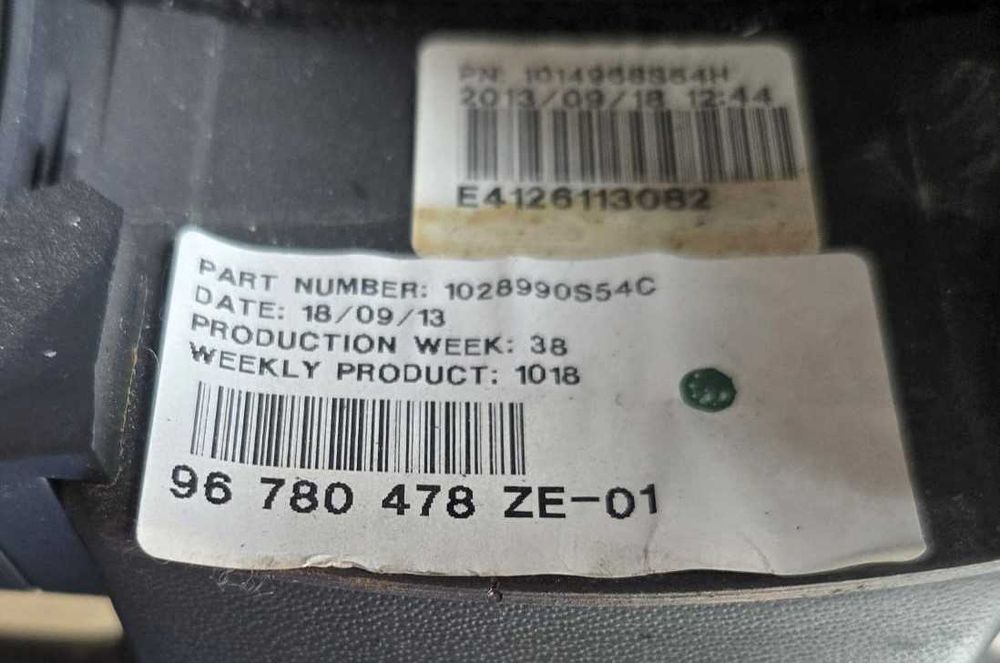 PN: 1014968S54H
2013/09/18 12:44
E4126113082
PART NUMBER: 1028990S54C
DATE: 18/09/13
PRODUCTION WEEK: 38
WEEKLY PRODUCT: 1018
96 780 478 ZE-01